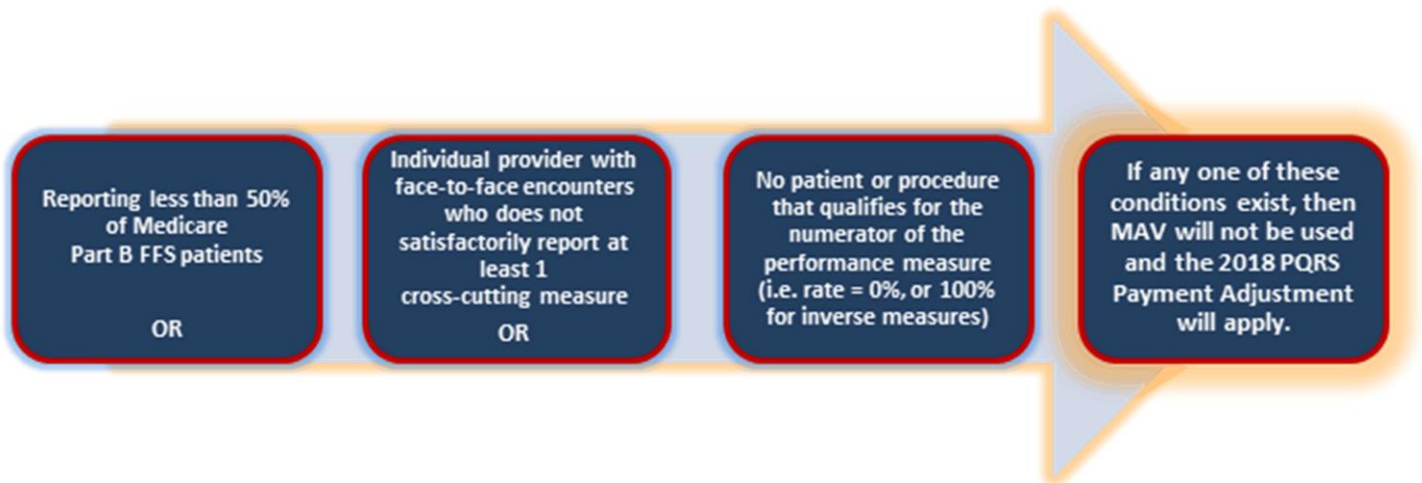 Reporting less than 50%
of Medicare
Part B FFS patients
OR
Individual provider with
face-to-face encounters
who does not
satisfactorily report at
least 1
cross-cutting measure
OR
No patient or procedure
that qualifies for the
numerator of the
performance measure
(i.e. rate = 0%, or 100%
for inverse measures)
If any one of these
conditions exist, then
MAV will not be used
and the 2018 PQRS
Payment Adjustment
will apply.